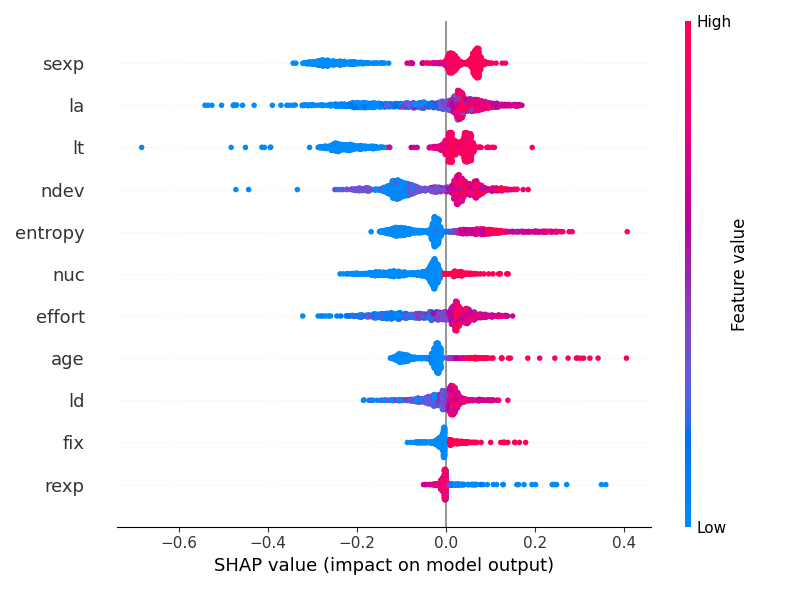 High
sexp
la
lt
ndev
entropy
nuc
effort
age
ld
fix
rexp
Feature value
Low
−0.6 −0.4 −0.2 0.0 0.2 0.4
SHAP value (impact on model output)